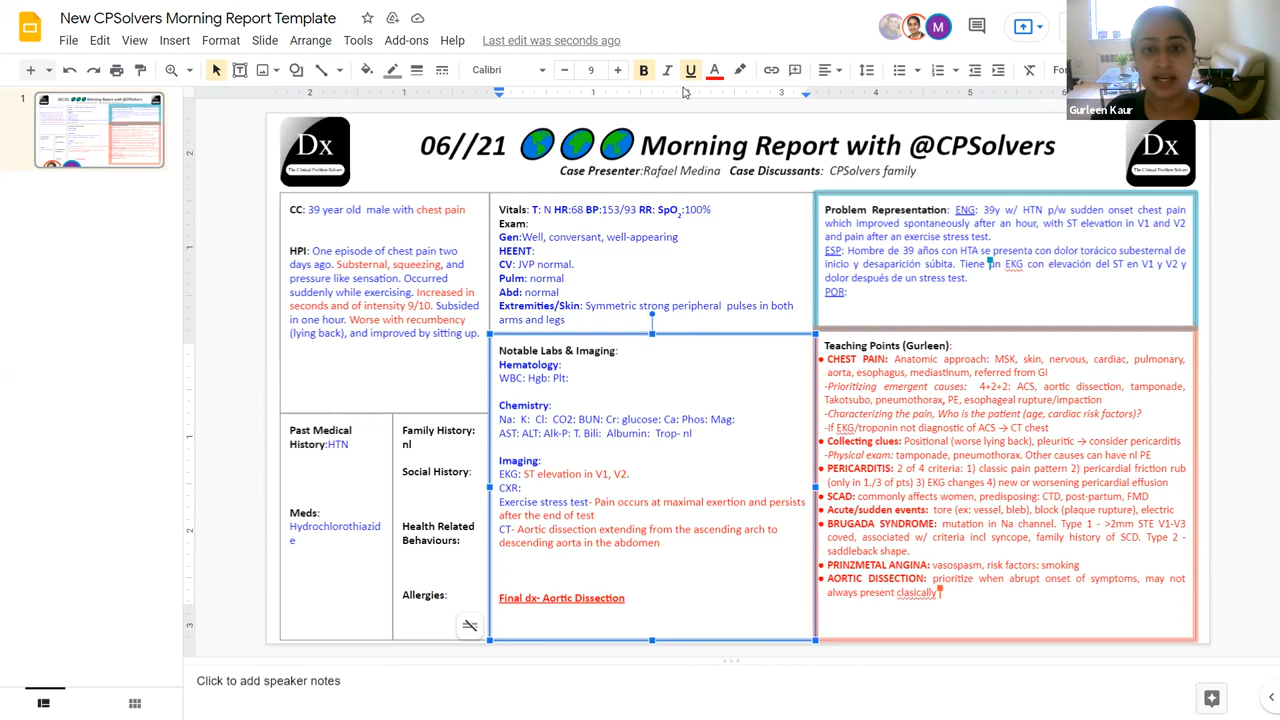 New CPSolvers Morning Report Template
File Edit View Insert Format Slide Arrange Tools Add-ons Help Last edit was seconds ago
M
Calibri 9 B I U A
Gurleen Kaur
2 1 1 2 3 4 5 6
1
Dx
The Clinical Problem Solvers
06//21 Morning Report with @CPSolvers
Case Presenter:Rafael Medina Case Discussants: CPSolvers family
Dx
The Clinical Problem Solvers
CC: 39 year old male with chest pain
HPI: One episode of chest pain two
days ago. Substernal, squeezing, and
pressure like sensation. Occured
suddenly while exercising. Increased in
seconds and of intensity 9/10. Subsided
in one hour. Worse with recumbency
(lying back), and improved by sitting up.
Past Medical
History:HTN
Meds:
Hydrochlorothiazid
e
Family History:
nl
Social History:
Health Related
Behaviours:
Allergies:
Vitals: T: N HR:68 BP:153/93 RR: SpO2:100%
Exam:
Gen:Well, conversant, well-appearing
HEENT:
CV: JVP normal.
Pulm: normal
Abd: normal
Extremities/Skin: Symmetric strong peripheral pulses in both
arms and legs
Notable Labs & Imaging:
Hematology:
WBC: Hgb: Plt:
Chemistry:
Na: K: Cl: CO2: BUN: Cr: glucose: Ca: Phos: Mag:
AST: ALT: Alk-P: T. Bili: Albumin: Trop- nl
Imaging:
EKG: ST elevation in V1, V2.
CXR:
Exercise stress test- Pain occurs at maximal exertion and persists
after the end of test
CT- Aortic dissection extending from the ascending arch to
descending aorta in the abdomen
Final dx- Aortic Dissection
Problem Representation: ENG: 39y w/ HTN p/w sudden onset chest pain
which improved spontaneously after an hour, with ST elevation in V1 and V2
and pain after an exercise stress test.
ESP: Hombre de 39 años con HTA se presenta con dolor torácico subesternal de
inicio y desaparición súbita. Tiene un EKG con elevación del ST en V1 y V2 y
dolor después de un stress test.
POR:
Teaching Points (Gurleen):
● CHEST PAIN: Anatomic approach: MSK, skin, nervous, cardiac, pulmonary,
aorta, esophagus, mediastinum, referred from GI
-Prioritizing emergent causes: 4+2+2: ACS, aortic dissection, tamponade,
Takotsubo, pneumothorax, PE, esophageal rupture/impaction
-Characterizing the pain, Who is the patient (age, cardiac risk factors)?
-If EKG/troponin not diagnostic of ACS → CT chest
● Collecting clues: Positional (worse lying back), pleuritic → consider pericarditis
-Physical exam: tamponade, pneumothorax. Other causes can have nl PE
● PERICARDITIS: 2 of 4 criteria: 1) classic pain pattern 2) pericardial friction rub
(only in 1./3 of pts) 3) EKG changes 4) new or worsening pericardial effusion
● SCAD: commonly affects women, predisposing: CTD, post-partum, FMD
● Acute/sudden events: tore (ex: vessel, bleb), block (plaque rupture), electric
● BRUGADA SYNDROME: mutation in Na channel. Type 1 - >2mm STE V1-V3
coved, associated w/ criteria incl syncope, family history of SCD. Type 2 -
saddleback shape.
● PRINZMETAL ANGINA: vasospasm, risk factors: smoking
● AORTIC DISSECTION: prioritize when abrupt onset of symptoms, may not
always present clasically
Click to add speaker notes